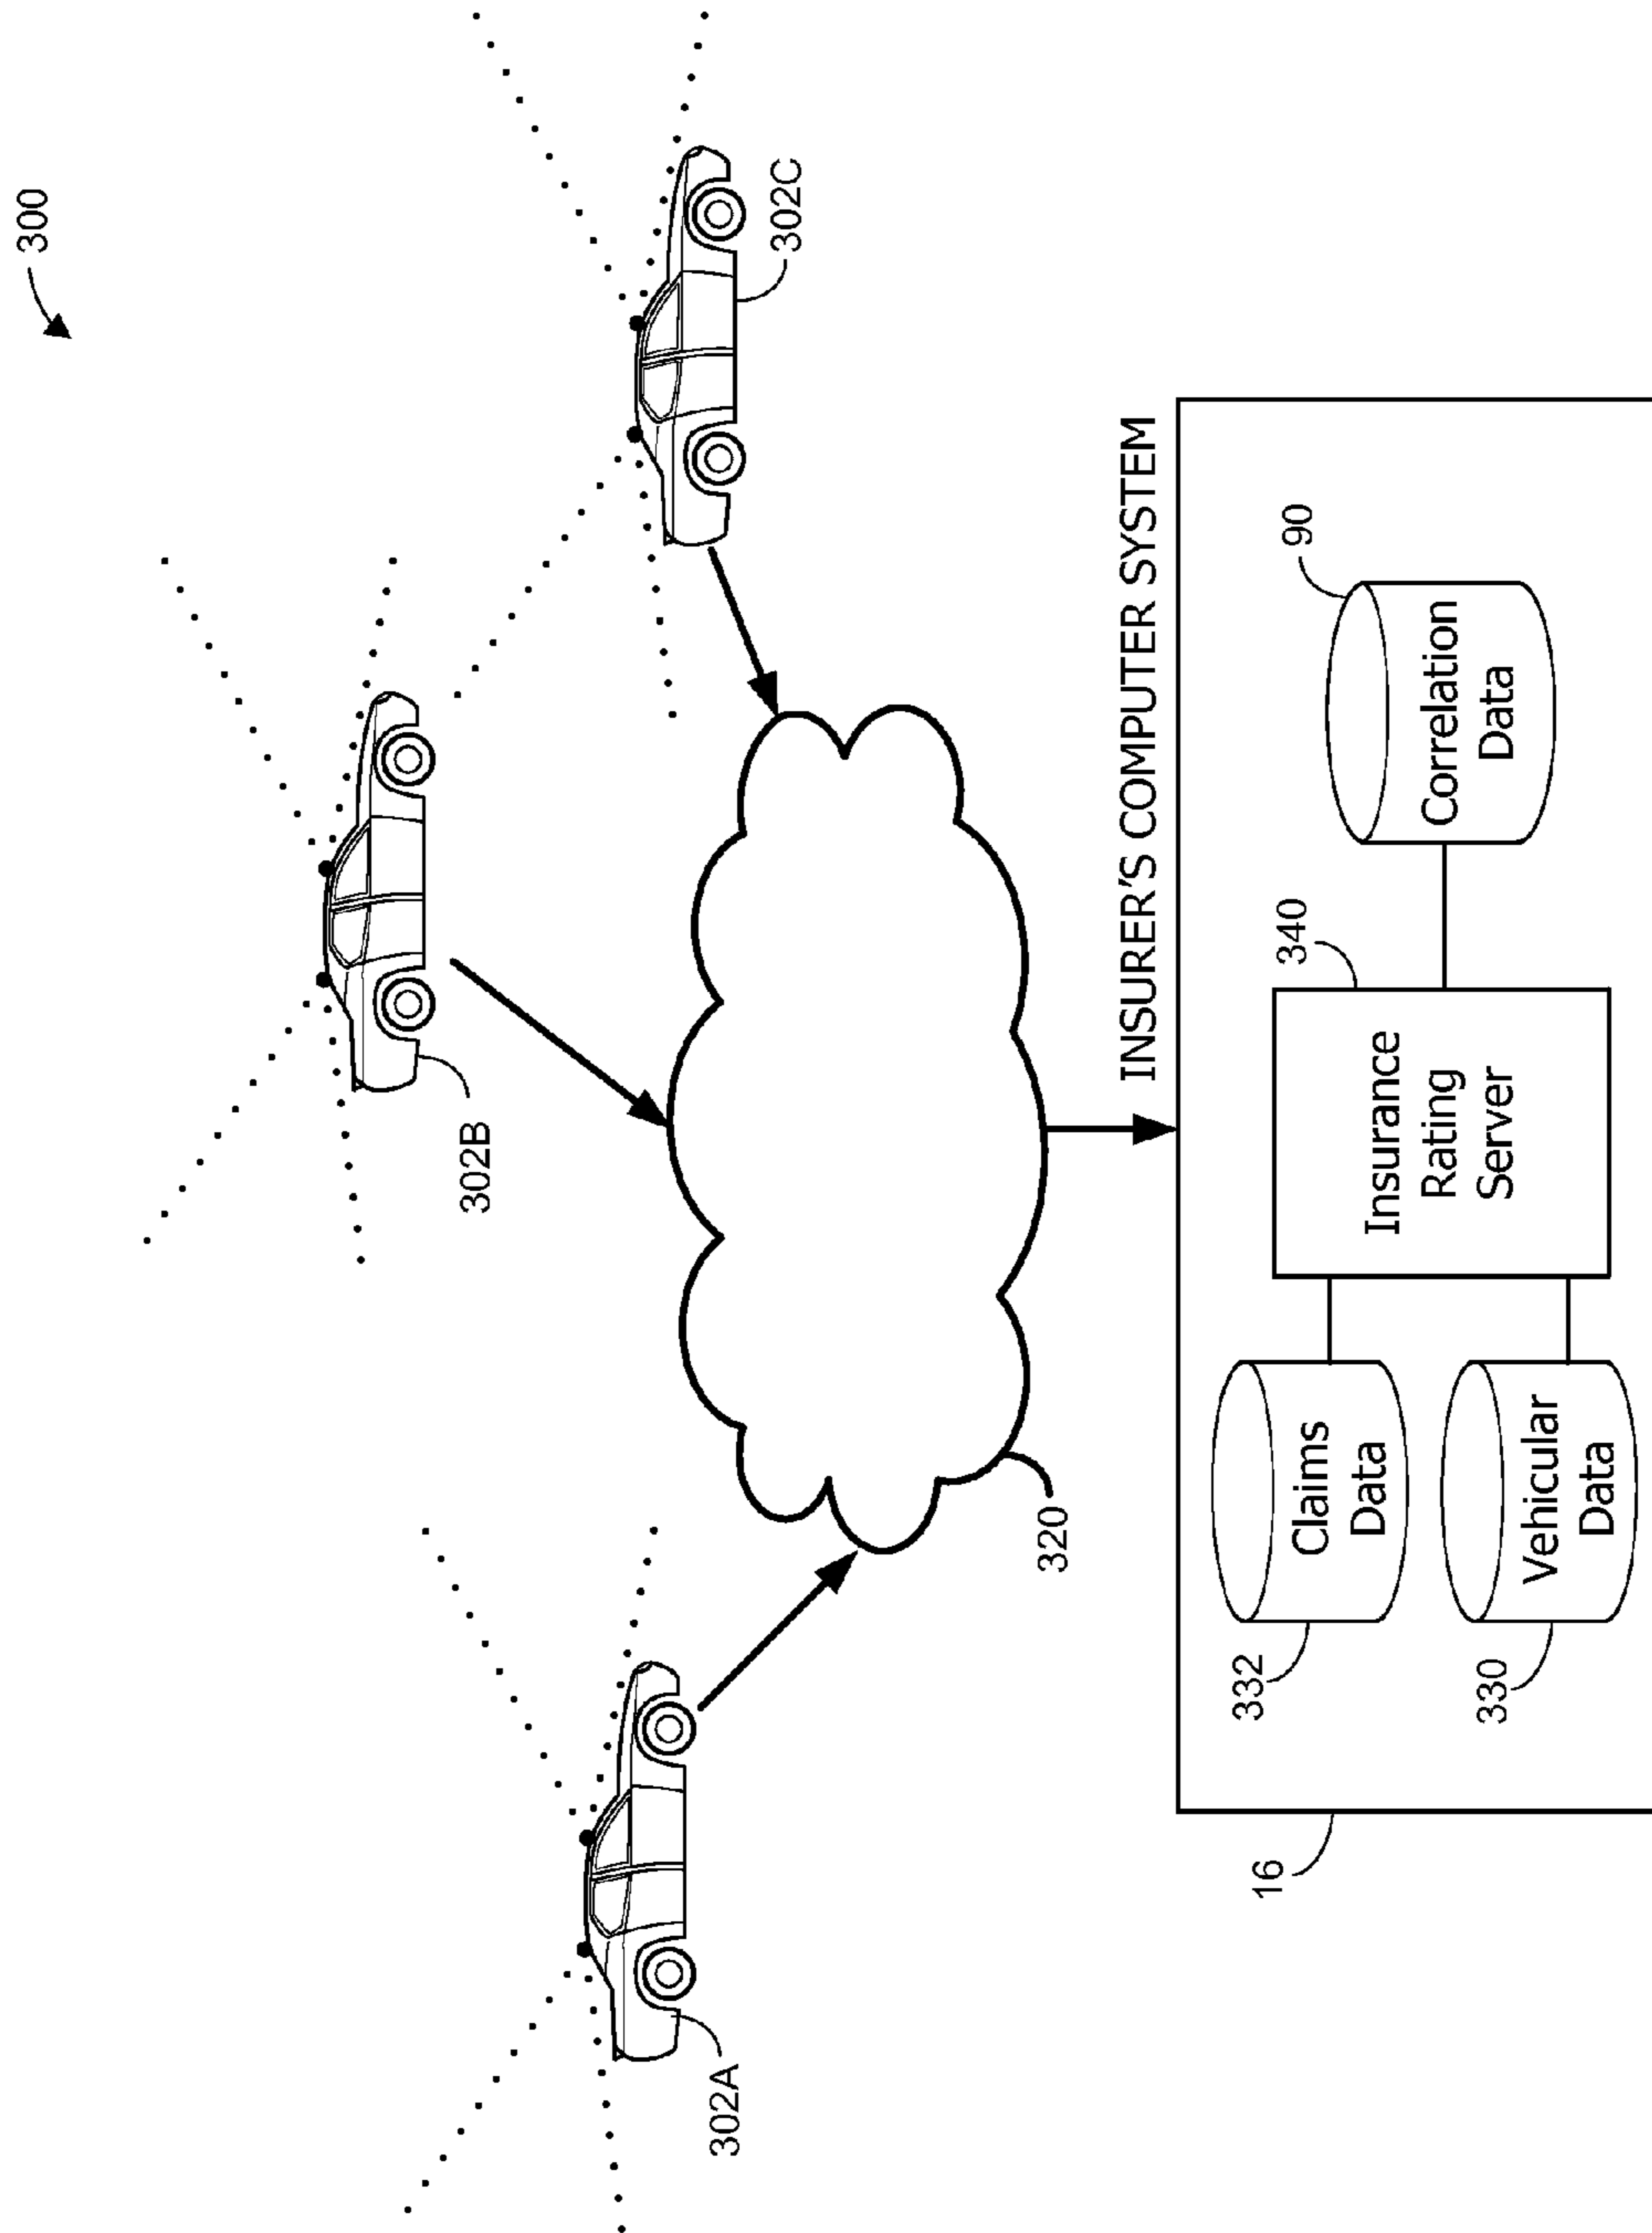 300
302B
302C
302A
320
INSURER'S COMPUTER SYSTEM
16
332
Claims
Data
330
Vehicular
Data
340
Insurance
Rating
Server
90
Correlation
Data